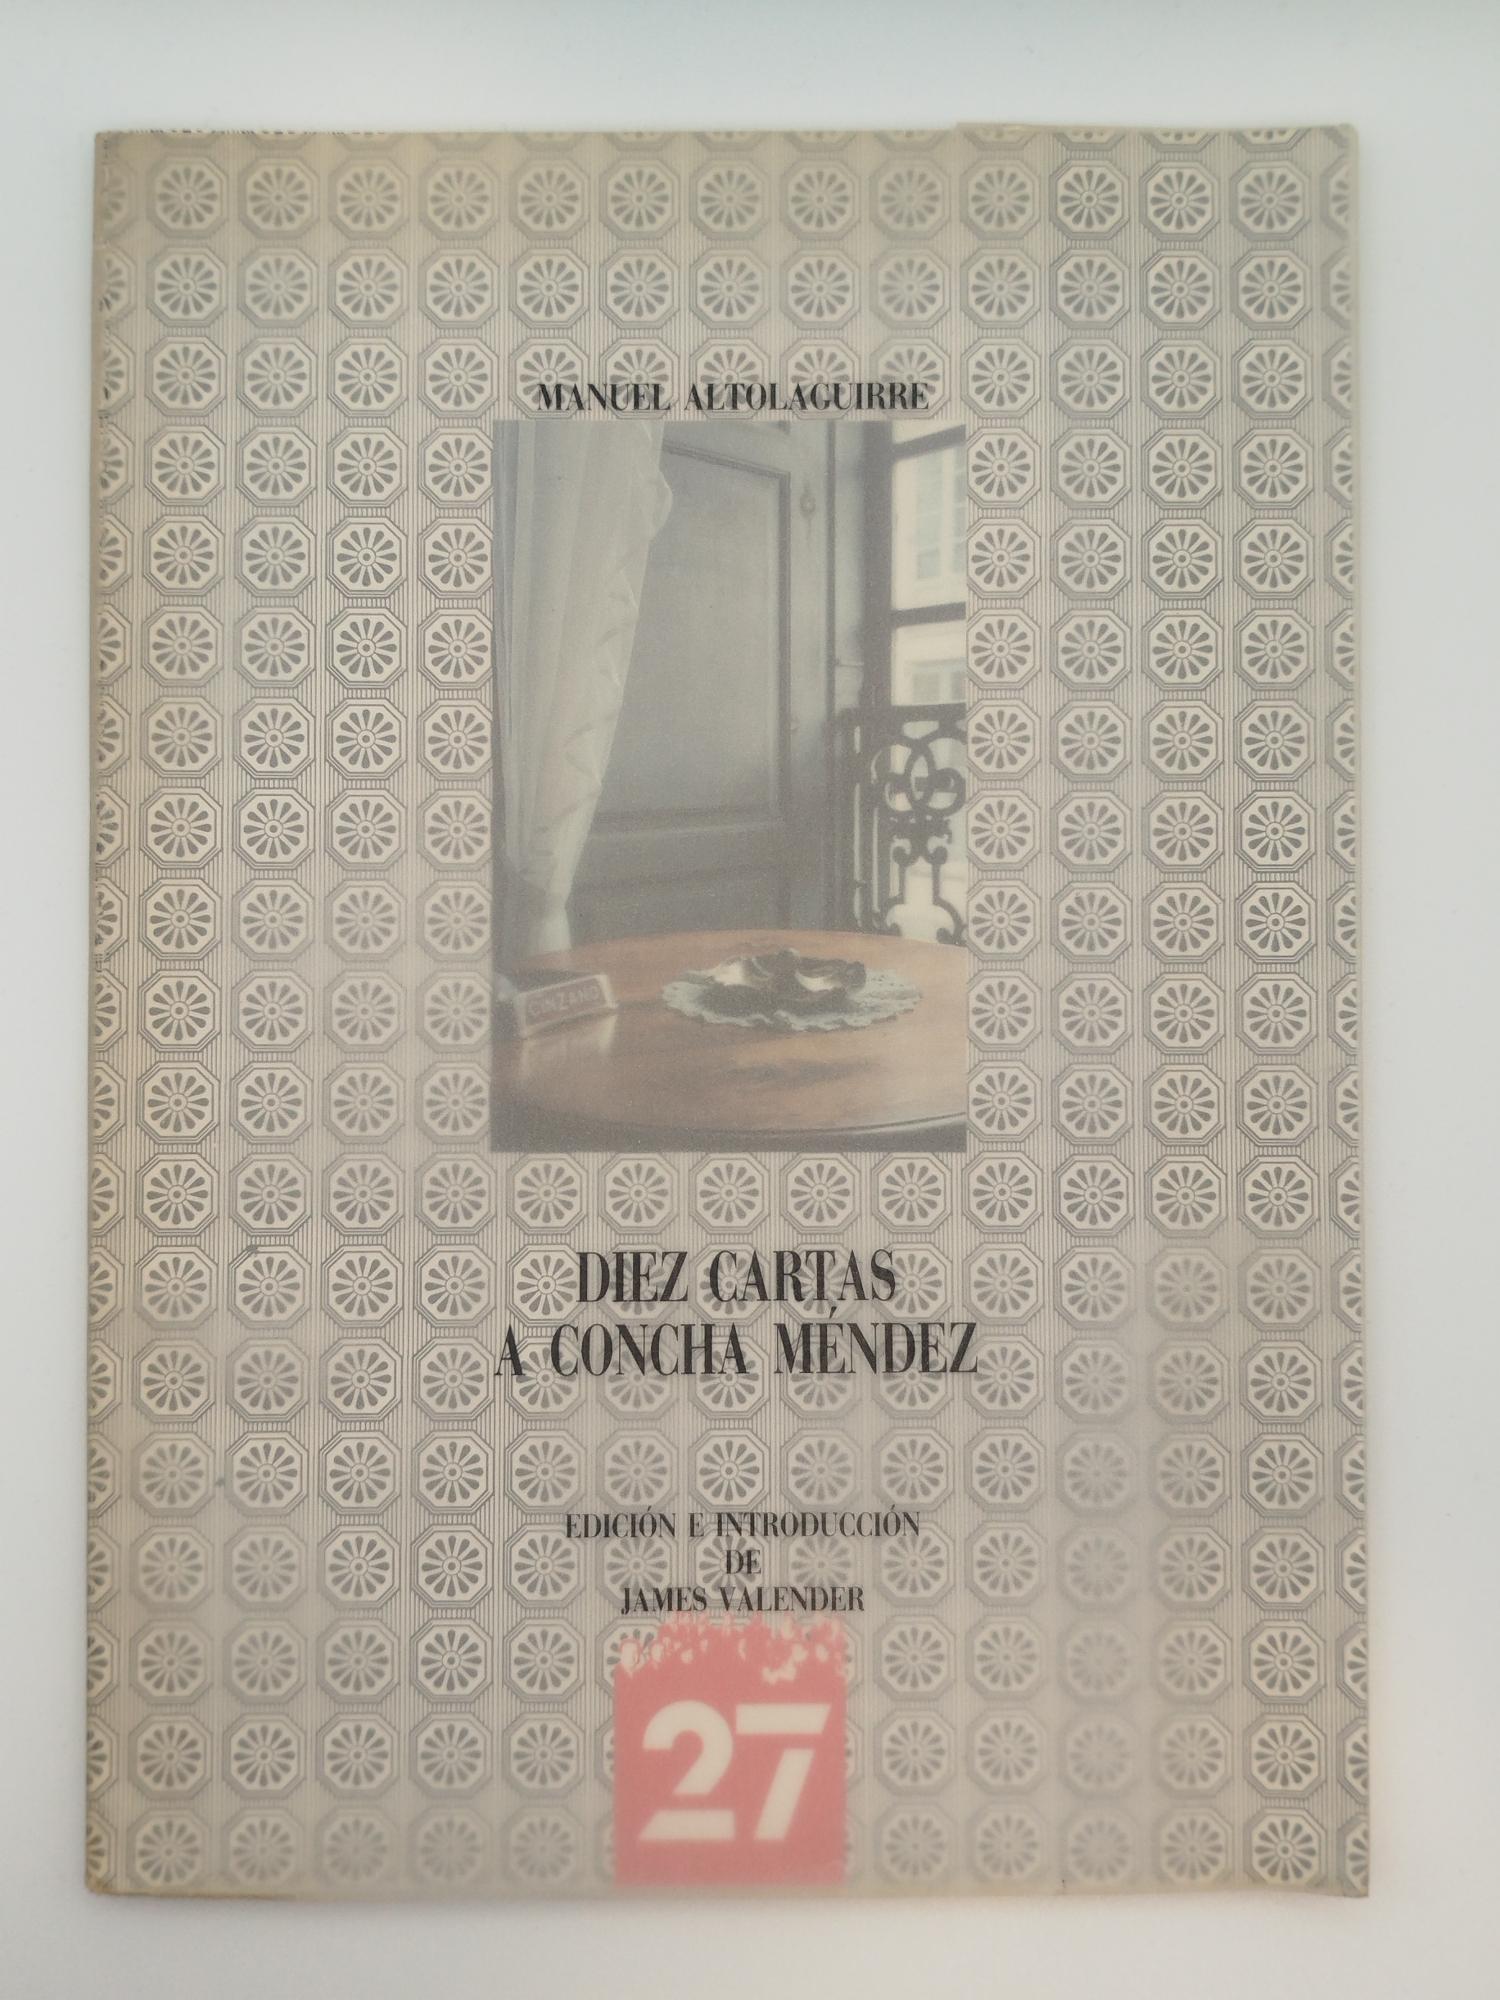 MANUEL ALTOLAGUIRRE
CINZANO
DIEZ CARTAS
A CONCHA MÉNDEZ
EDICIÓN E INTRODUCCIÓN
DE
JAMES VALENDER
27